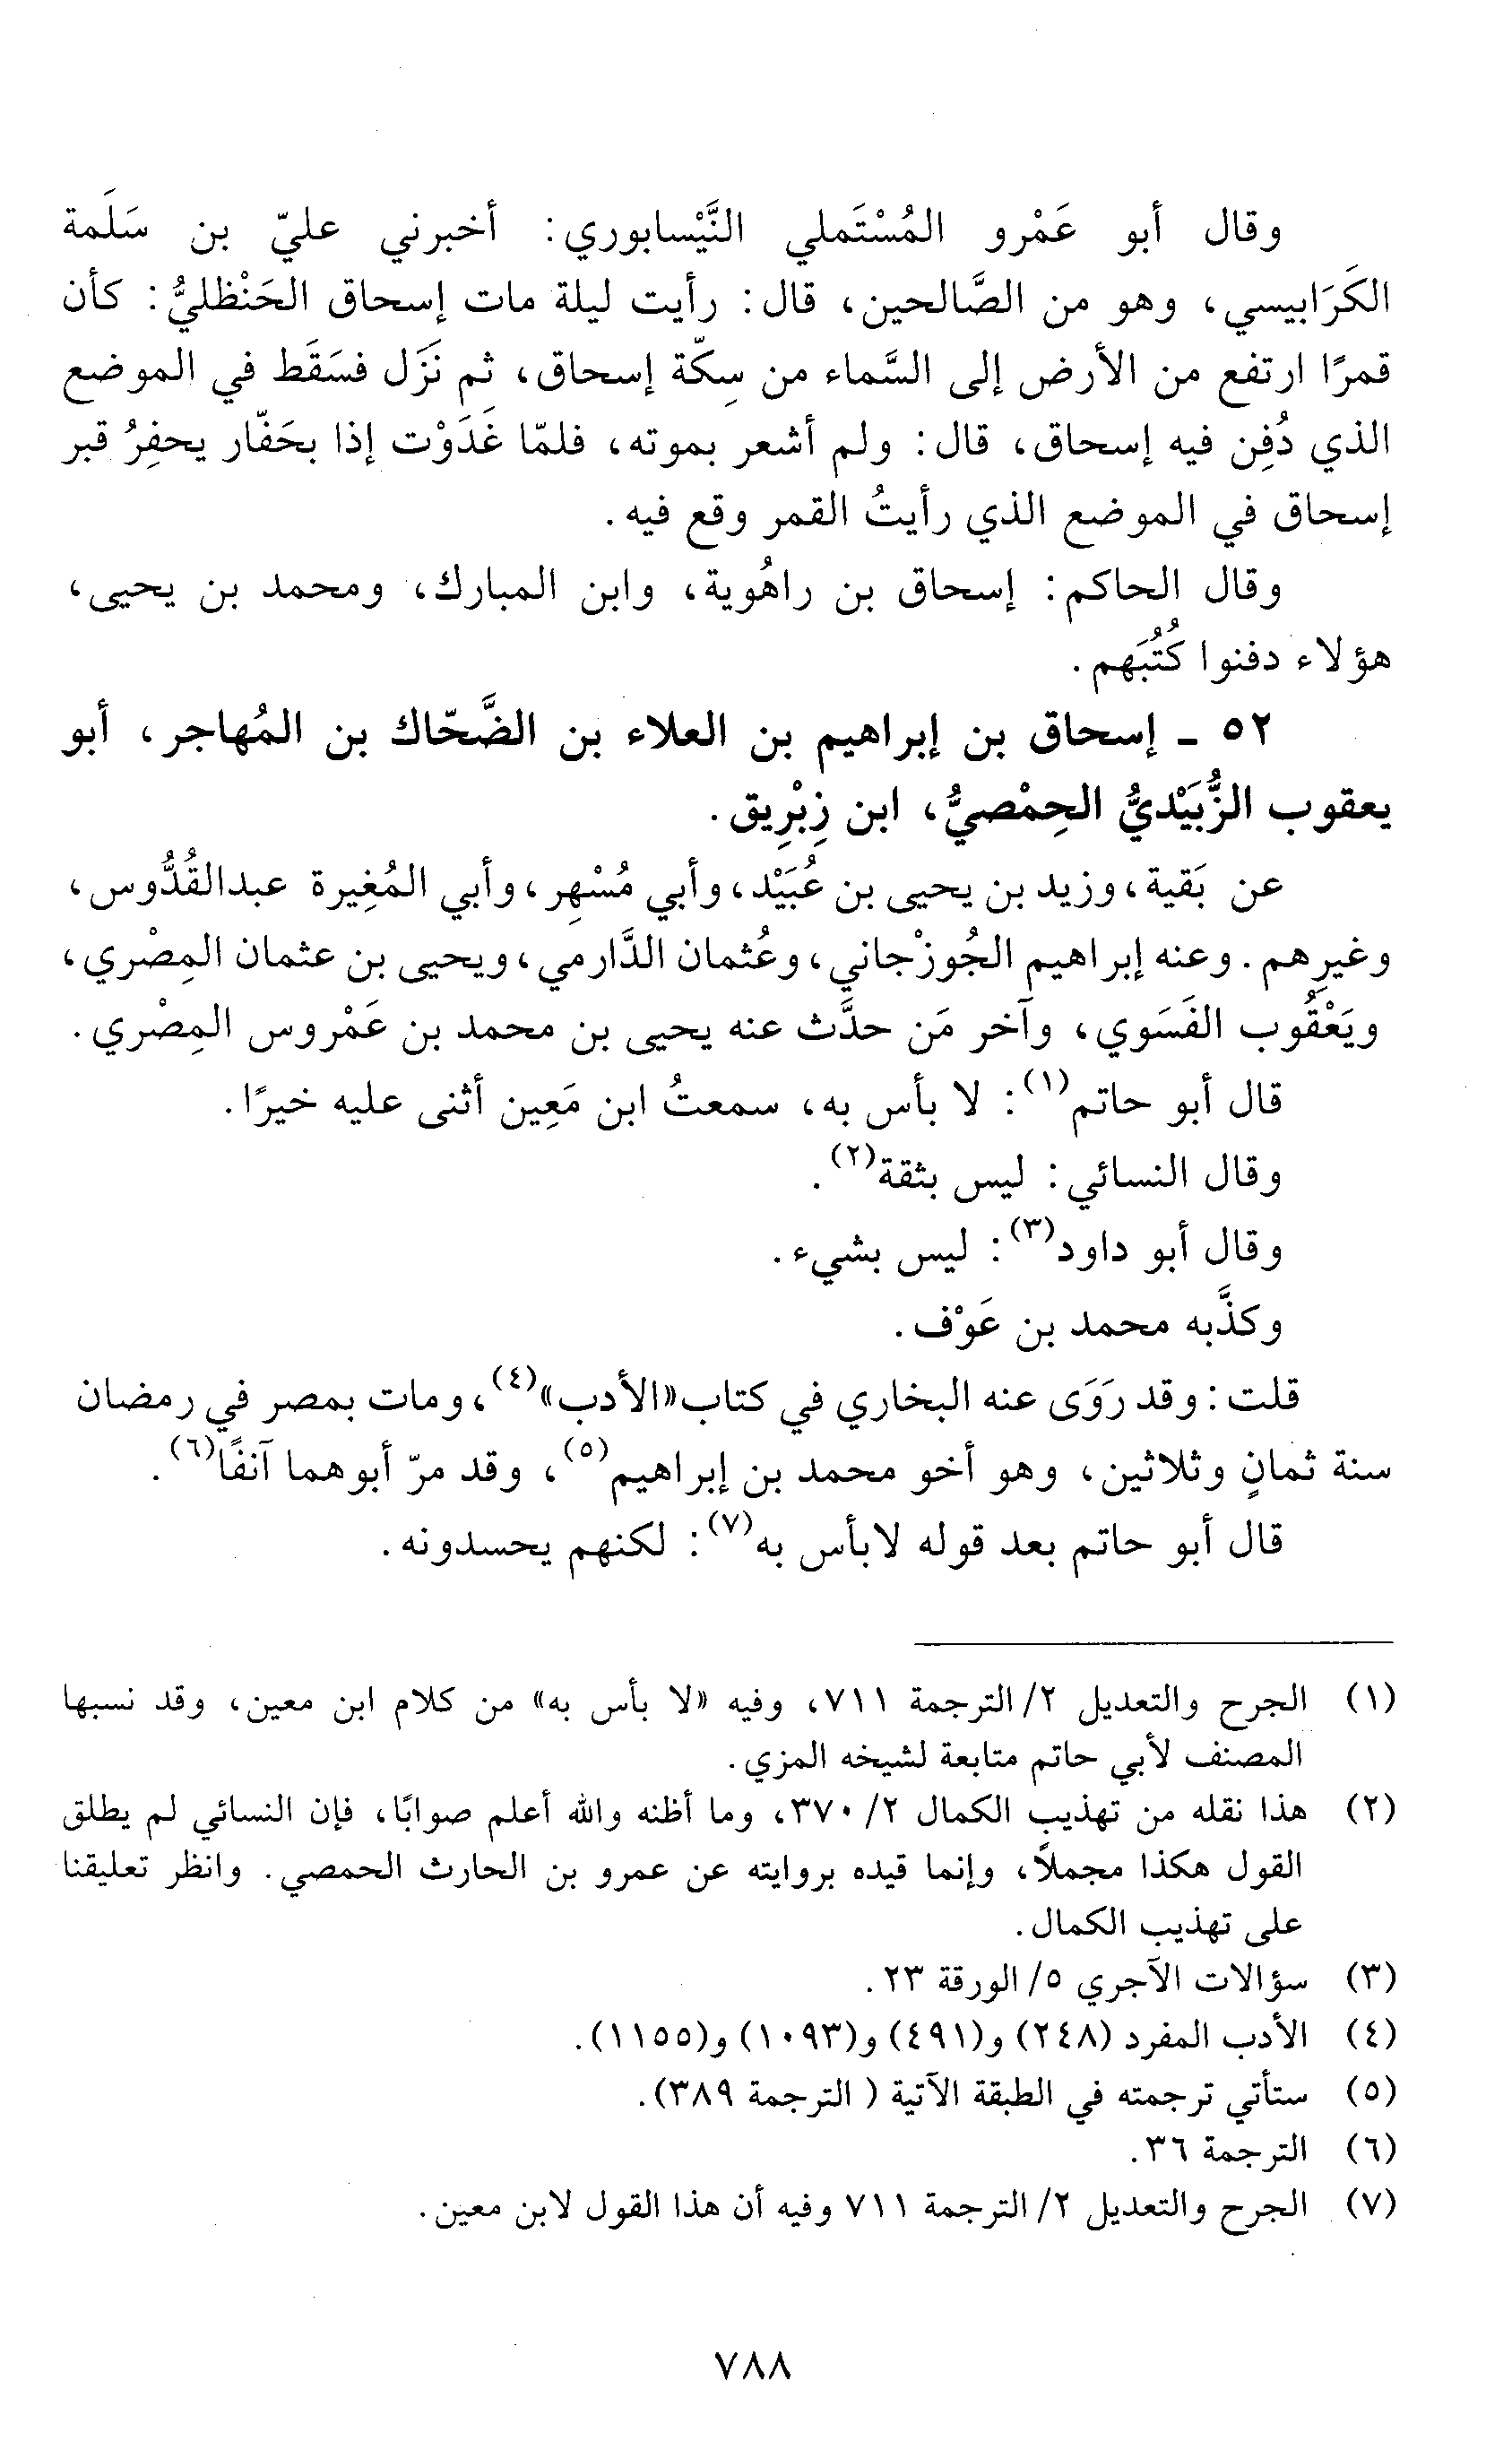 وقال أبو عَمْرو المُسْتَملي النَّيْسابوري: أخبرني عليّ بن سَلَمة
الكَرَابيسي، وهو من الصَّالحين، قال: رأيت ليلة مات إسحاق الحَنْظليُّ: كأن
قمرًا ارتفع من الأرض إلى السَّماء من سِكّة إسحاق، ثم نَزَل فسَقَط في الموضع
الذي دُفِن فيه إسحاق، قال: ولم أشعر بموته، فلمّا غَدَوْت إذا بحَفّار يحفِرُ قبر
إسحاق في الموضع الذي رأيتُ القمر وقع فيه.
وقال الحاكم: إسحاق بن راهُوية، وابن المبارك، ومحمد بن يحيى،
هؤلاء دفنوا كُتُبَهم.
٥٢ - إسحاق بن إبراهيم بن العلاء بن الضَّحّاك بن المُهاجر، أبو
يعقوب الزُّبَيْديُّ الحِمْصيُّ، ابن زِبْرِيق.
عن بَقية، وزيد بن يحيى بن عُبَيْد، وأبي مُسْهِر، وأبي المُغِيرة عبدالقُدُّوس،
وغيرِهم. وعنه إبراهيم الجُوزْجاني، وعُثمان الدَّارمي، ويحيى بن عثمان المِصْري،
ويَعْقُوب الفَسَوي، وآخر مَن حدَّث عنه يحيى بن محمد بن عَمْروس المِصْري.
قال أبو حاتم(١): لا بأس به، سمعتُ ابن مَعِين أثنى عليه خيرًا.
وقال النسائي: ليس بثقة(٢).
وقال أبو داود(٣): ليس بشيء.
وكذَّبه محمد بن عَوْف.
قلت: وقد رَوَى عنه البخاري في كتاب «الأدب»(٤)، ومات بمصر في رمضان
سنة ثمانٍ وثلاثين، وهو أخو محمد بن إبراهيم(٥)، وقد مرّ أبوهما آنفًا(٦).
قال أبو حاتم بعد قوله لابأس به(٧): لكنهم يحسدونه.
(١) الجرح والتعديل ٢/ الترجمة ٧١١، وفيه «لا بأس به» من كلام ابن معين، وقد نسبها
المصنف لأبي حاتم متابعة لشيخه المزي.
(٢) هذا نقله من تهذيب الكمال ٢/ ٣٧٠، وما أظنه والله أعلم صوابًا، فإن النسائي لم يطلق
القول هكذا مجملاً، وإنما قيده بروايته عن عمرو بن الحارث الحمصي. وانظر تعليقنا
على تهذيب الكمال.
(٣) سؤالات الآجري ٥/ الورقة ٢٣.
(٤) الأدب المفرد (٢٤٨) و(٤٩١) و(١٠٩٣) و(١١٥٥).
(٥) ستأتي ترجمته في الطبقة الآتية ( الترجمة ٣٨٩).
(٦) الترجمة ٣٦.
(٧) الجرح والتعديل ٢/ الترجمة ٧١١ وفيه أن هذا القول لابن معين.
٧٨٨